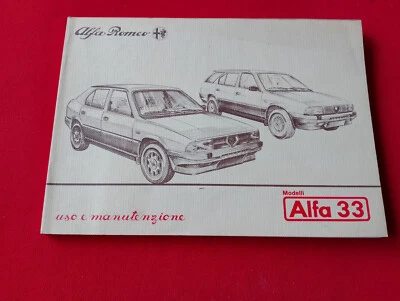 Alfa Romeo
Modelli
Alfa 33
uso e manutenzione